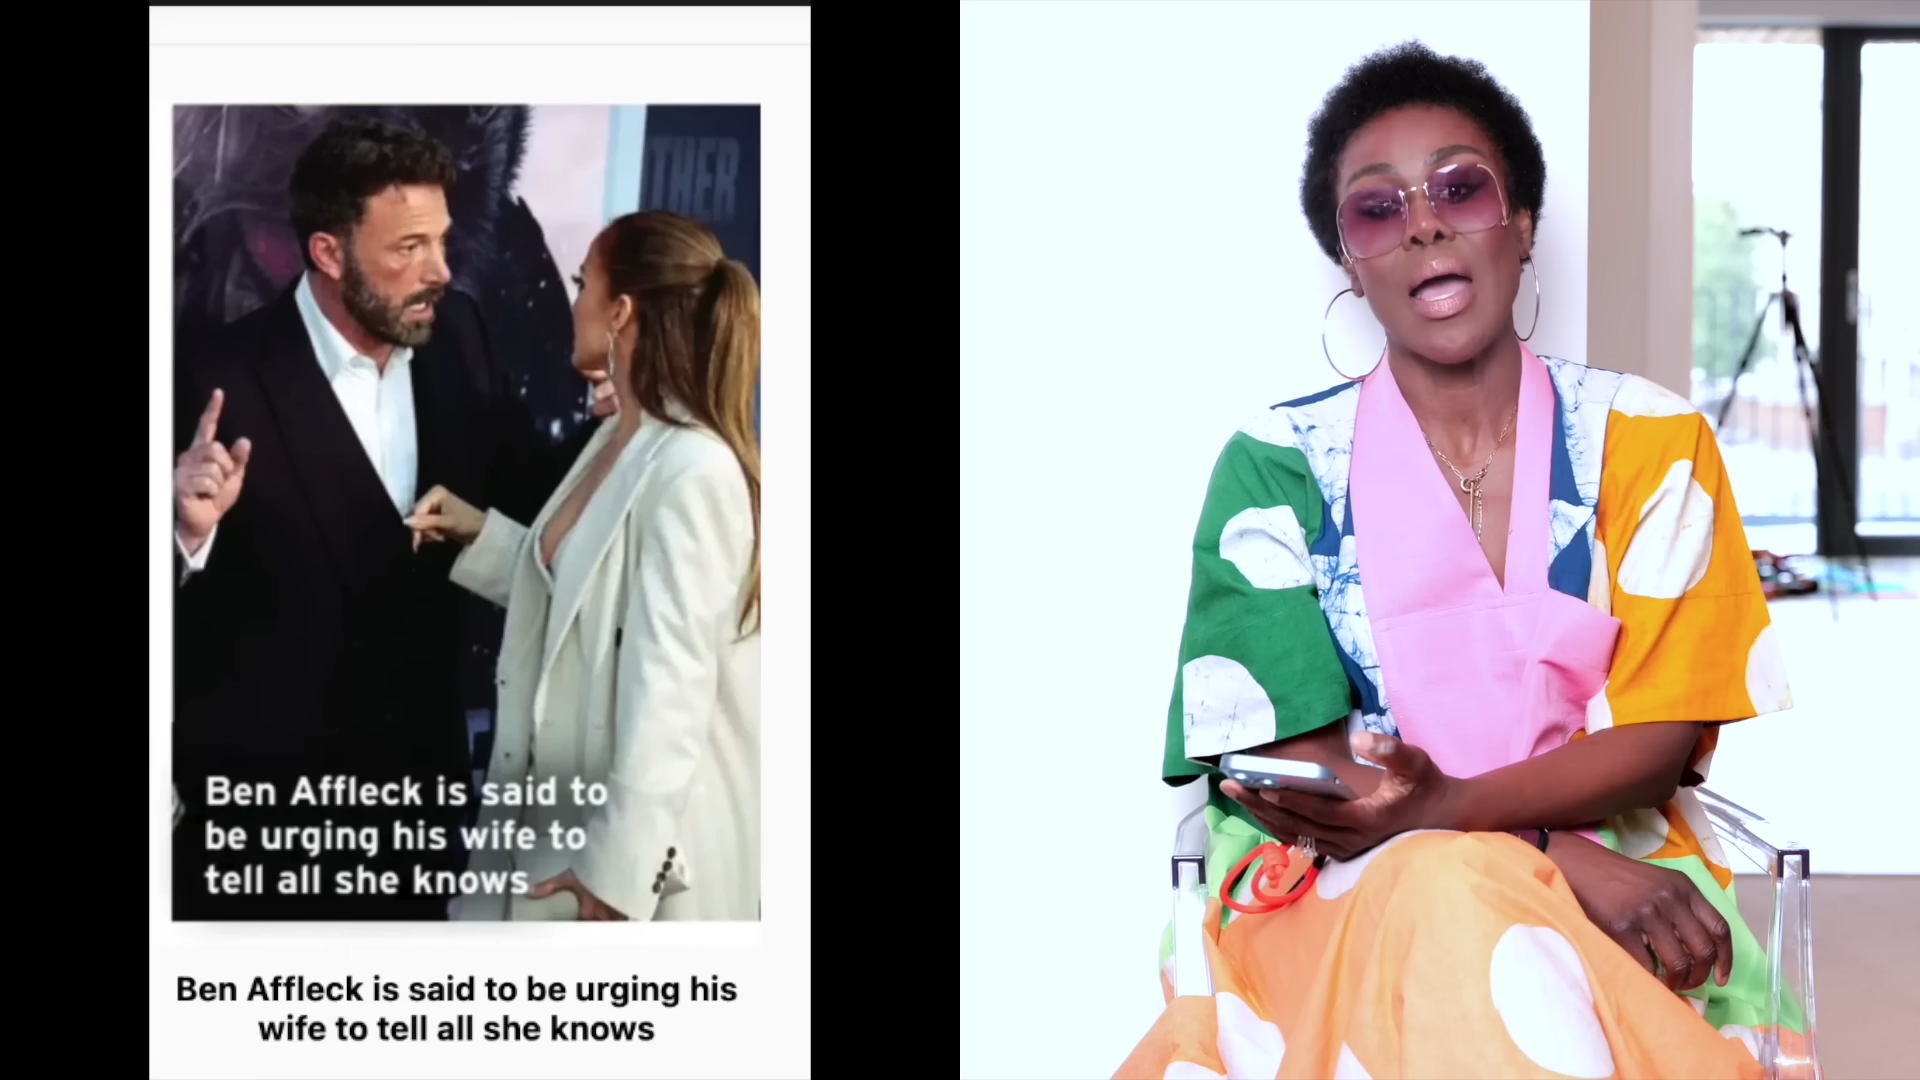 THER
Ben Affleck is said to
be urging his wife to
tell all she knows
Ben Affleck is said to be urging his
wife to tell all she knows